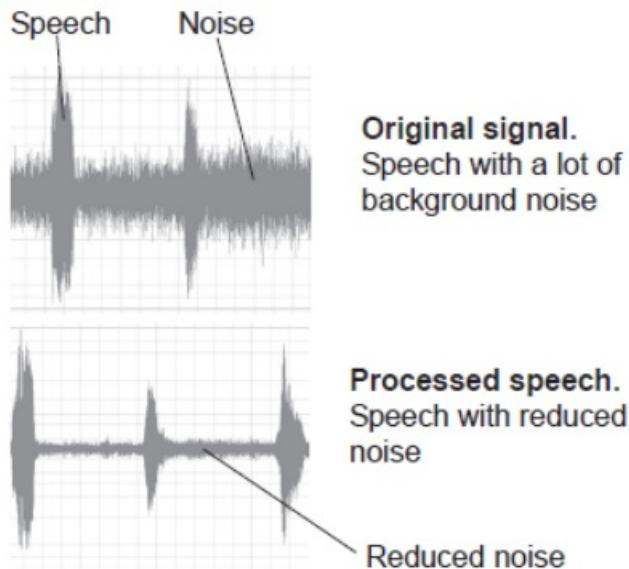 Speech Noise
Original signal.
Speech with a lot of
background noise
Processed speech.
Speech with reduced
noise
Reduced noise